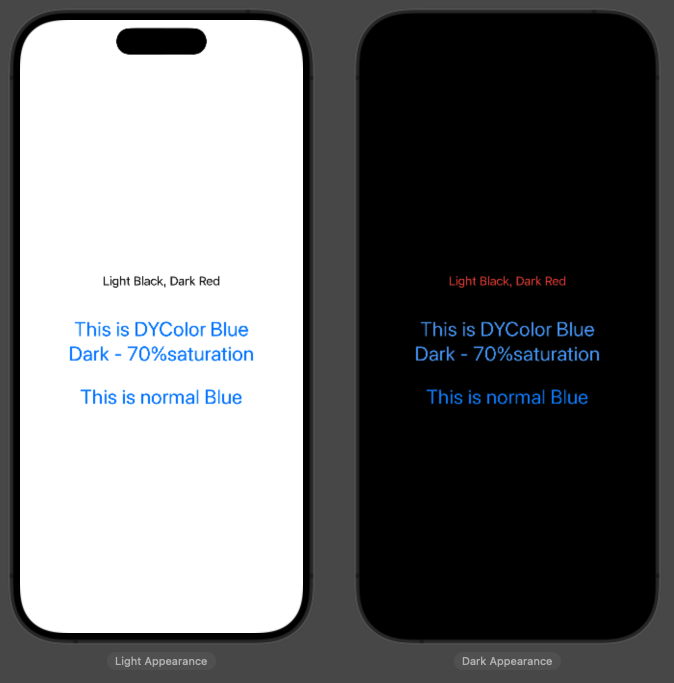 Light Black, Dark Red
This is DYColor Blue
Dark - 70%saturation
This is normal Blue
Light Appearance
Light Black, Dark Red
This is DYColor Blue
Dark - 70%saturation
This is normal Blue
Dark Appearance